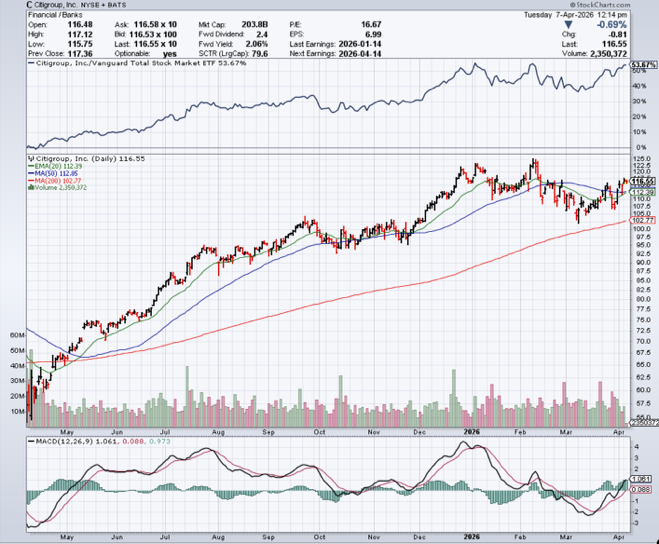 C Citigroup, Inc. NYSE + BATS © StockCharts.com
Financial / Banks Tuesday 7-Apr-2026 12:14 pm
Open: 116.48 Ask: 116.58 x 10 Mkt Cap: 203.8B P/E: 16.67 ▼ -0.69%
High: 117.12 Bid: 116.53 x 100 Fwd Dividend: 2.4 EPS: 6.99 Chg: -0.81
Low: 115.75 Last: 116.55 x 10 Fwd Yield: 2.06% Last Earnings: 2026-01-14 Last: 116.55
Prev Close: 117.36 Optionable: yes SCTR (LrgCap): 79.6 Next Earnings: 2026-04-14 Volume: 2,350,372
Citigroup, Inc./Vanguard Total Stock Market ETF 53.67%
53.67%
50%
40%
30%
20%
10%
0%
Citigroup, Inc. (Daily) 116.55
EMA(20) 112.39
MA(50) 112.85
MA(200) 102.77
Volume 2,350,372
125.0
122.5
120.0
116.55
112.39
110.0
107.5
105.0
102.77
100.0
97.5
95.0
92.5
90.0
87.5
85.0
82.5
80.0
77.5
75.0
72.5
70.0
67.5
65.0
62.5
60.0
57.5
55.0
60M
50M
40M
30M
20M
10M
2350372
May Jun Jul Aug Sep Oct Nov Dec 2026 Feb Mar Apr
MACD(12,26,9) 1.061, 0.088, 0.973
4
3
2
1.061
0.088
-1
-2
-3
May Jun Jul Aug Sep Oct Nov Dec 2026 Feb Mar Apr